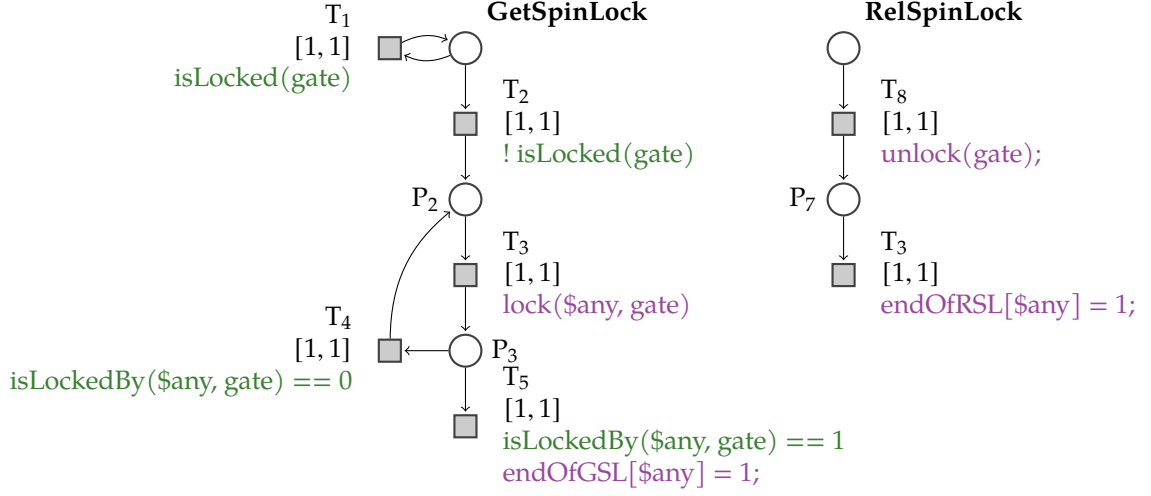 GetSpinLock
T1
[1, 1]
isLocked(gate)
T2
[1, 1]
! isLocked(gate)
P2
T3
[1, 1]
lock($any, gate)
T4
[1, 1]
isLockedBy($any, gate) == 0
P3
T5
[1, 1]
isLockedBy($any, gate) == 1
endOfGSL[$any] = 1;
RelSpinLock
T8
[1, 1]
unlock(gate);
P7
T3
[1, 1]
endOfRSL[$any] = 1;